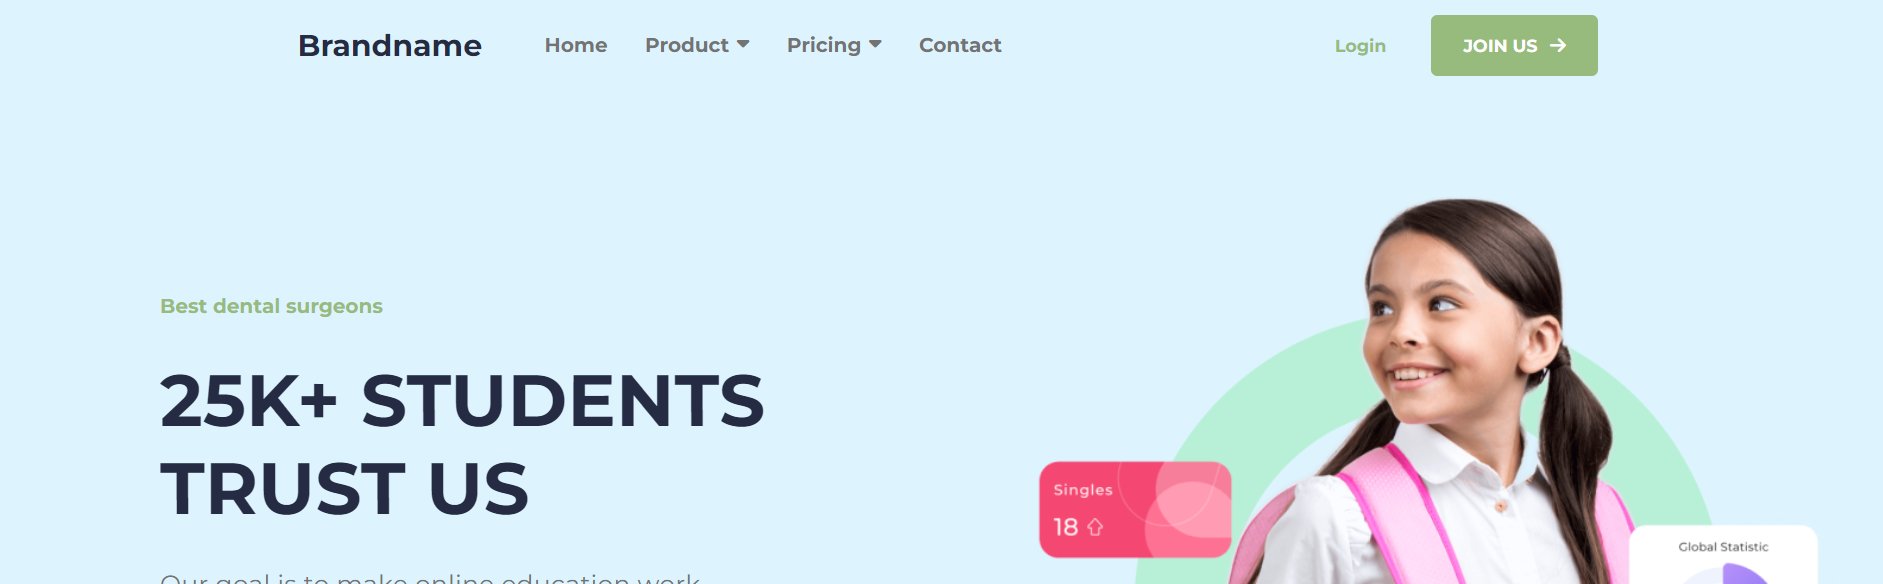 Brandname
Home
Product
Pricing
Contact
Login
JOIN US
Best dental surgeons
25K+ STUDENTS
TRUST US
Singles
18
Global Statistic
Our goal is to make online education work